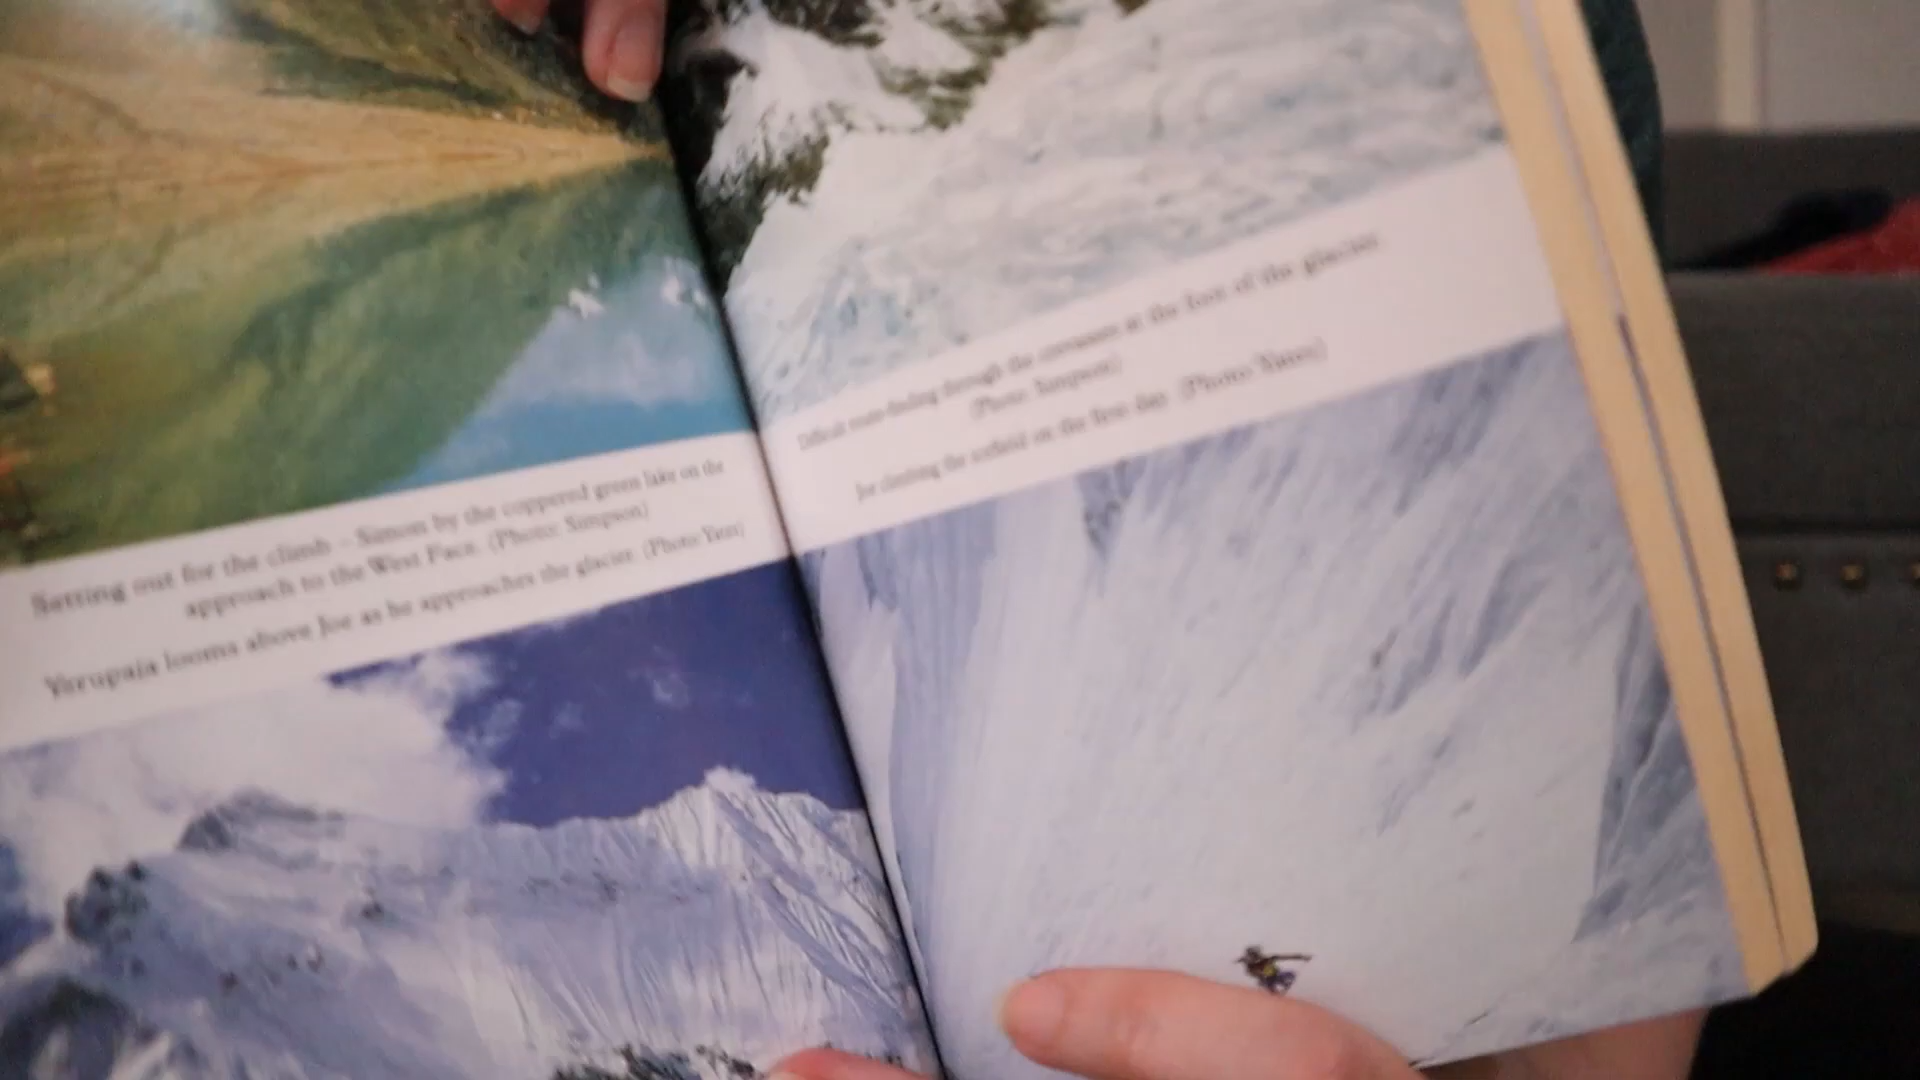 Setting out for the climb – Simon by the coppered green lake on the
approach to the West Face. (Photo: Simpson)
Yerupaja looms above Joe as he approaches the glacier. (Photo: Yates)
Difficult route-finding through the crevasses at the foot of the glacier.
(Photo: Simpson)
Joe climbing the icefield on the first day. (Photo: Yates)